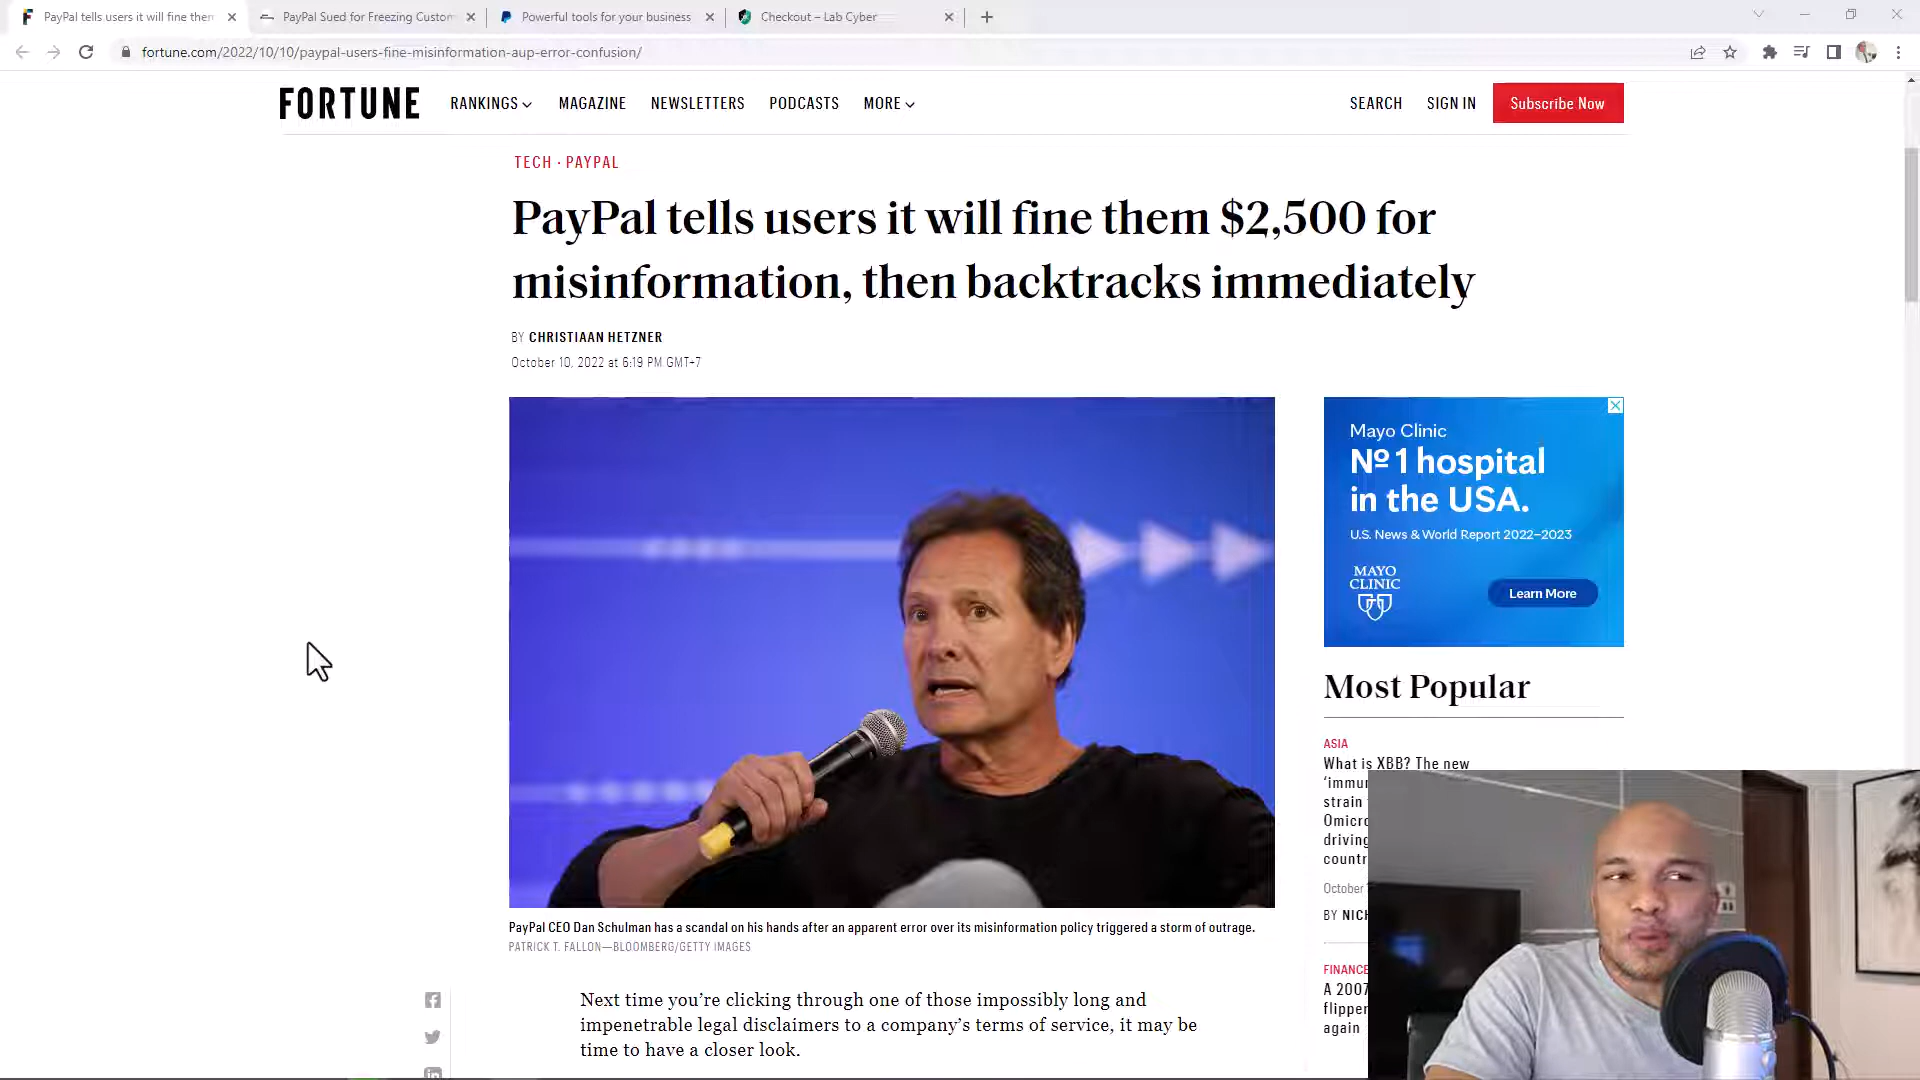 PayPal tells users it will fine them
PayPal Sued for Freezing Custom
Powerful tools for your business
Checkout – Lab Cyber
fortune.com/2022/10/10/paypal-users-fine-misinformation-aup-error-confusion/
FORTUNE
RANKINGS
MAGAZINE
NEWSLETTERS
PODCASTS
MORE
SEARCH
SIGN IN
Subscribe Now
TECH · PAYPAL
PayPal tells users it will fine them $2,500 for
misinformation, then backtracks immediately
BY CHRISTIAAN HETZNER
October 10, 2022 at 6:19 PM GMT+7
PayPal CEO Dan Schulman has a scandal on his hands after an apparent error over its misinformation policy triggered a storm of outrage.
PATRICK T. FALLON—BLOOMBERG/GETTY IMAGES
Next time you’re clicking through one of those impossibly long and
impenetrable legal disclaimers to a company’s terms of service, it may be
time to have a closer look.
Mayo Clinic
Nº 1 hospital
in the USA.
U.S. News & World Report 2022–2023
MAYO
CLINIC
Learn More
Most Popular
ASIA
What is XBB? The new
‘immu
strain
Omicro
driving
countr
October
BY NICH
FINANCE
A 2007
flipper
again